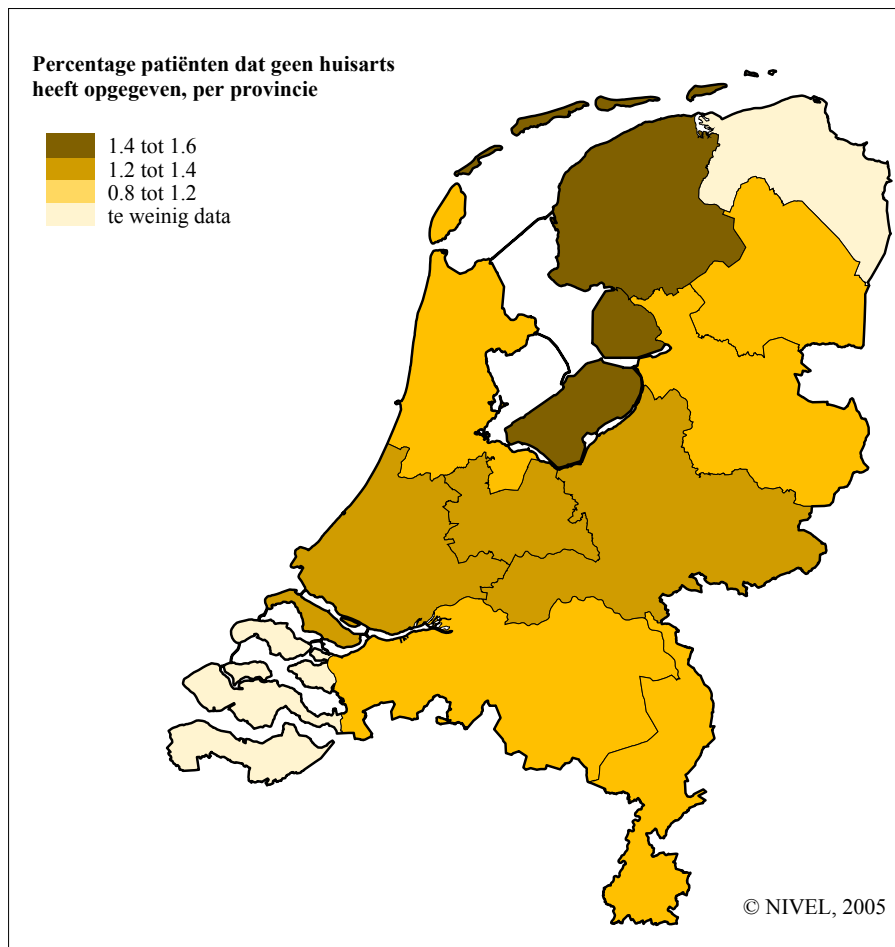 Percentage patiënten dat geen huisarts
heeft opgegeven, per provincie
1.4 tot 1.6
1.2 tot 1.4
0.8 tot 1.2
te weinig data
© NIVEL, 2005